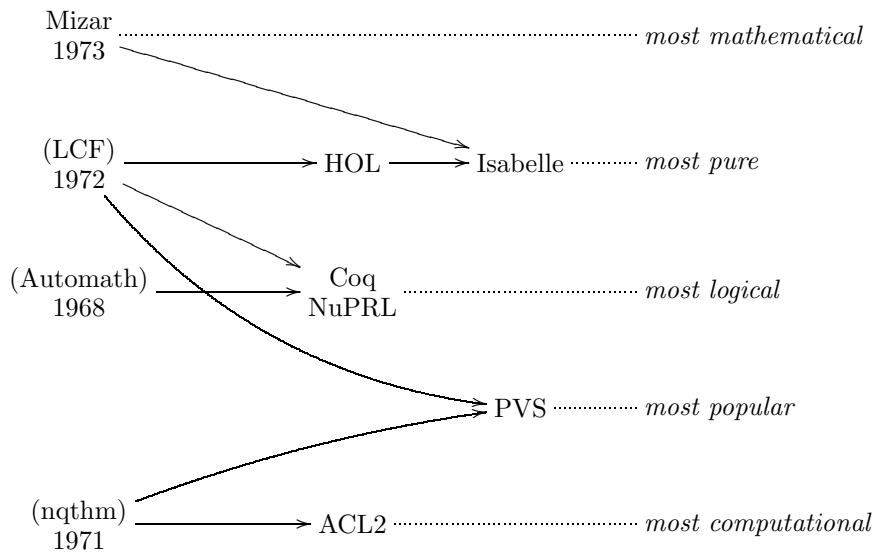 Mizar
1973
most mathematical
(LCF)
1972
HOL
Isabelle
most pure
(Automath)
1968
Coq
NuPRL
most logical
PVS
most popular
(nqthm)
1971
ACL2
most computational